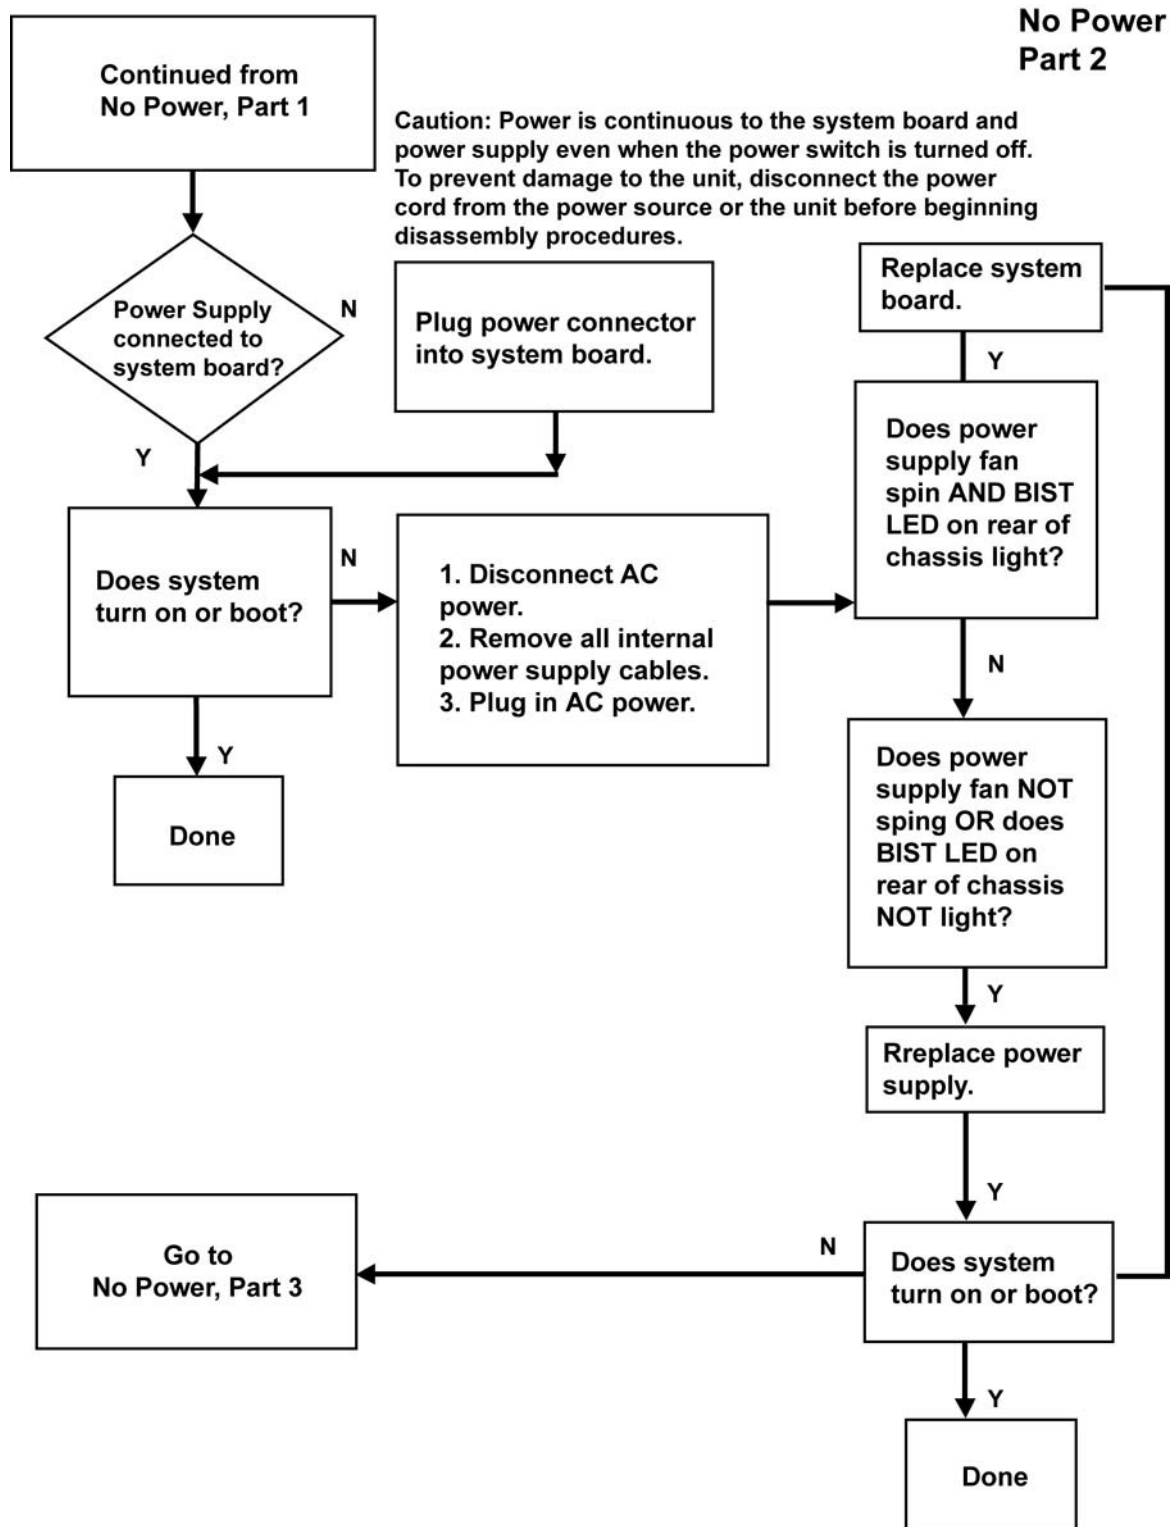 No Power
Part 2
Continued from
No Power, Part 1
Caution: Power is continuous to the system board and
power supply even when the power switch is turned off.
To prevent damage to the unit, disconnect the power
cord from the power source or the unit before beginning
disassembly procedures.
Power Supply
connected to
system board?
N
Plug power connector
into system board.
Y
Does system
turn on or boot?
N
1. Disconnect AC
power.
2. Remove all internal
power supply cables.
3. Plug in AC power.
Y
Done
Replace system
board.
Y
Does power
supply fan
spin AND BIST
LED on rear of
chassis light?
N
Does power
supply fan NOT
sping OR does
BIST LED on
rear of chassis
NOT light?
Y
Rreplace power
supply.
Y
Does system
turn on or boot?
N
Go to
No Power, Part 3
Y
Done